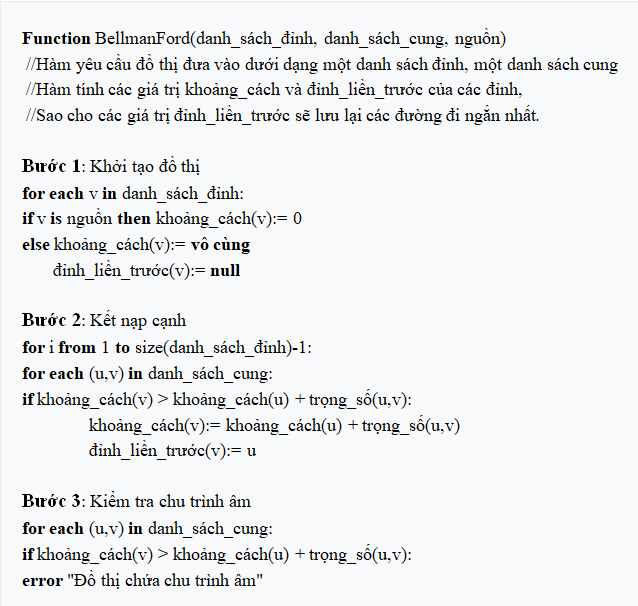 Function BellmanFord(danh_sách_đỉnh, danh_sách_cung, nguồn)
//Hàm yêu cầu đồ thị đưa vào dưới dạng một danh sách đỉnh, một danh sách cung
//Hàm tính các giá trị khoảng_cách và đỉnh_liền_trước của các đỉnh,
//Sao cho các giá trị đỉnh_liền_trước sẽ lưu lại các đường đi ngắn nhất.
Bước 1: Khởi tạo đồ thị
for each v in danh_sách_đỉnh:
if v is nguồn then khoảng_cách(v):= 0
else khoảng_cách(v):= vô cùng
đỉnh_liền_trước(v):= null
Bước 2: Kết nạp cạnh
for i from 1 to size(danh_sách_đỉnh)-1:
for each (u,v) in danh_sách_cung:
if khoảng_cách(v) > khoảng_cách(u) + trọng_số(u,v):
khoảng_cách(v):= khoảng_cách(u) + trọng_số(u,v)
đỉnh_liền_trước(v):= u
Bước 3: Kiểm tra chu trình âm
for each (u,v) in danh_sách_cung:
if khoảng_cách(v) > khoảng_cách(u) + trọng_số(u,v):
error "Đồ thị chứa chu trình âm"